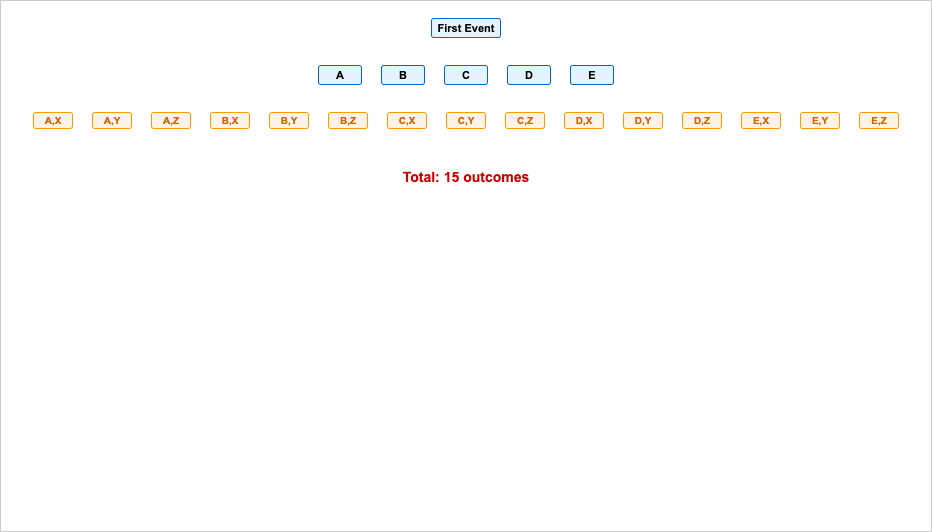 First Event
A B C D E
A,X A,Y A,Z B,X B,Y B,Z C,X C,Y C,Z D,X D,Y D,Z E,X E,Y E,Z
Total: 15 outcomes